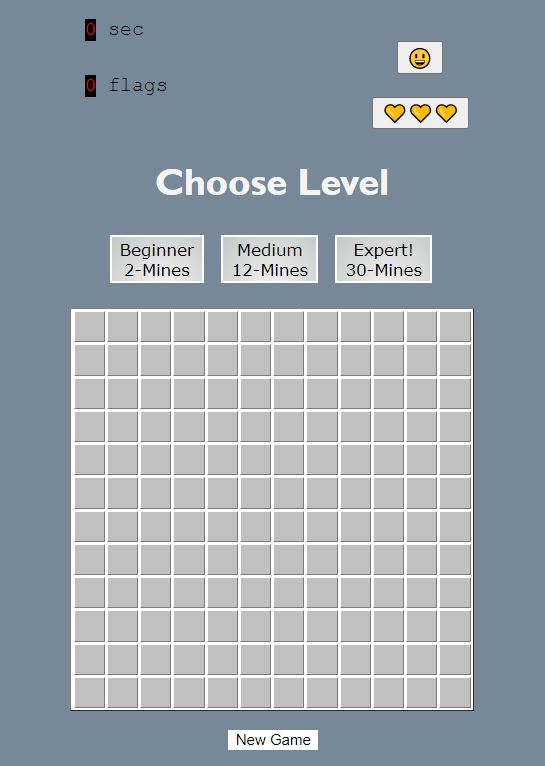 0 sec
0 flags
Choose Level
Beginner
2-Mines
Medium
12-Mines
Expert!
30-Mines
New Game